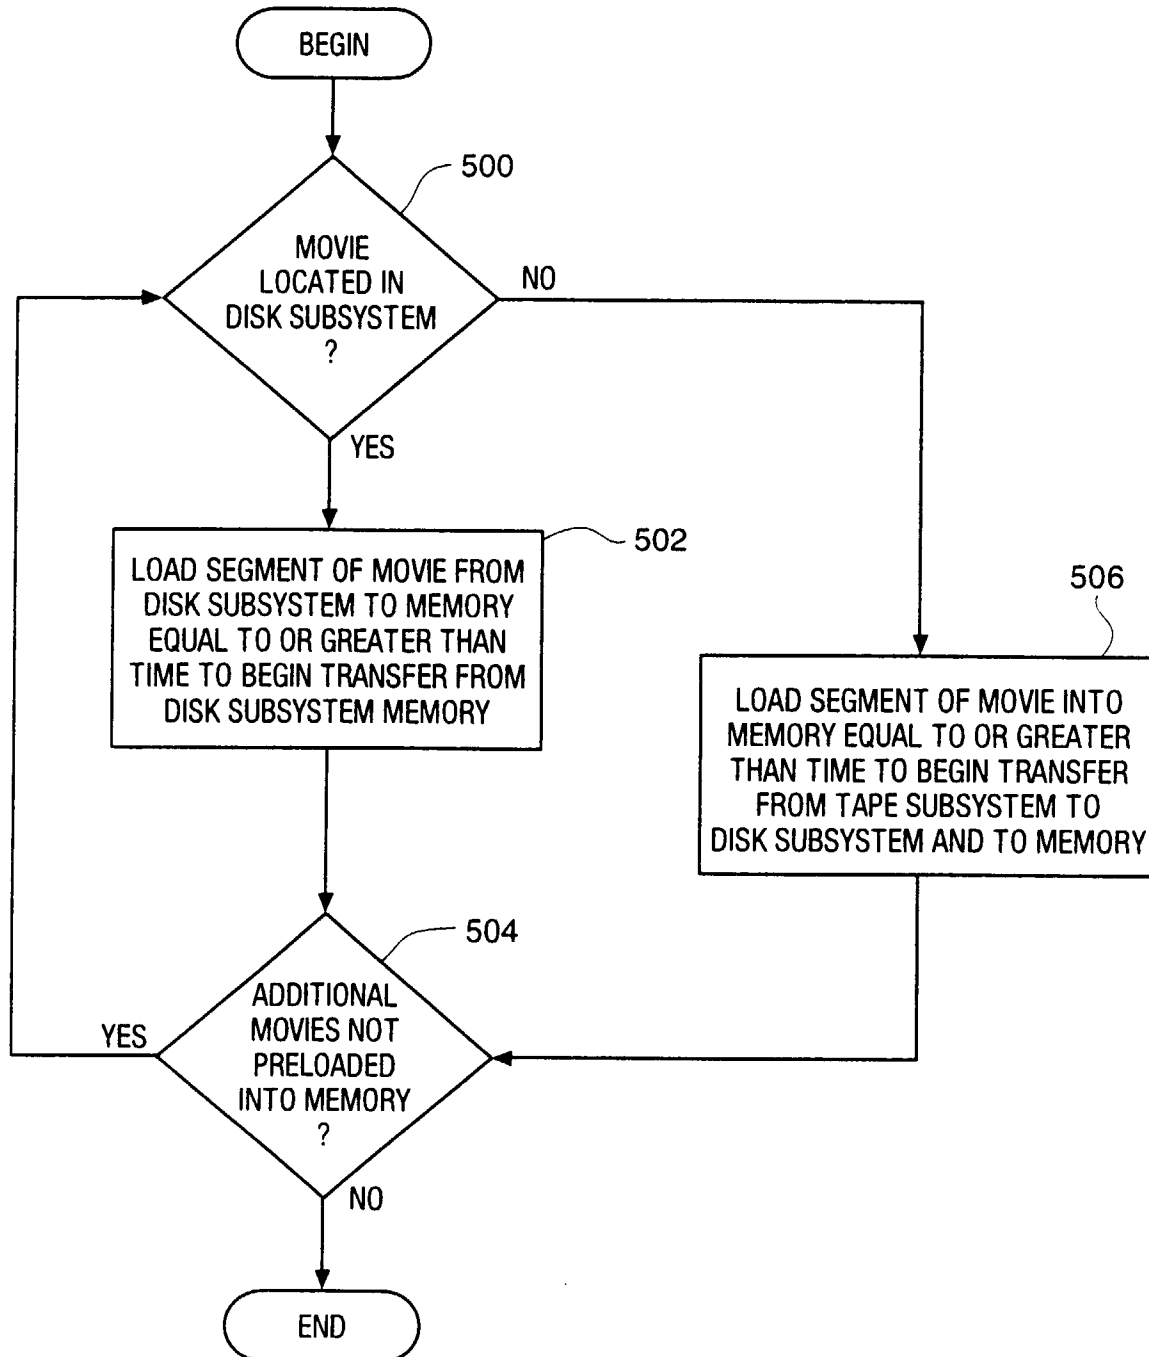 BEGIN
500
MOVIE
LOCATED IN
DISK SUBSYSTEM
?
NO
YES
502
LOAD SEGMENT OF MOVIE FROM
DISK SUBSYSTEM TO MEMORY
EQUAL TO OR GREATER THAN
TIME TO BEGIN TRANSFER FROM
DISK SUBSYSTEM MEMORY
506
LOAD SEGMENT OF MOVIE INTO
MEMORY EQUAL TO OR GREATER
THAN TIME TO BEGIN TRANSFER
FROM TAPE SUBSYSTEM TO
DISK SUBSYSTEM AND TO MEMORY
504
ADDITIONAL
MOVIES NOT
PRELOADED
INTO MEMORY
?
YES
NO
END